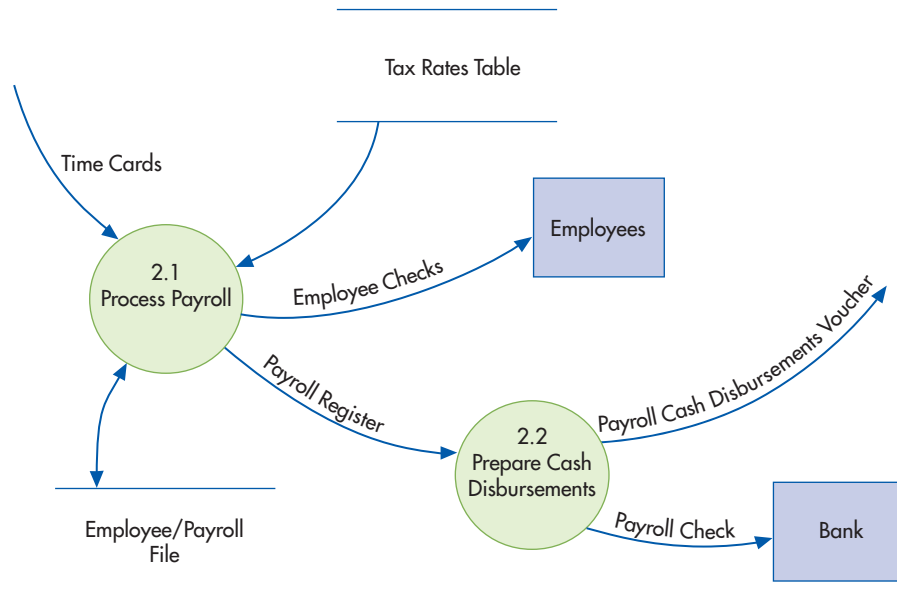 Tax Rates Table
Time Cards
Employees
2.1
Process Payroll
Employee Checks
Payroll Cash Disbursements Voucher
Payroll Register
2.2
Prepare Cash
Disbursements
Payroll Check
Bank
Employee/Payroll
File